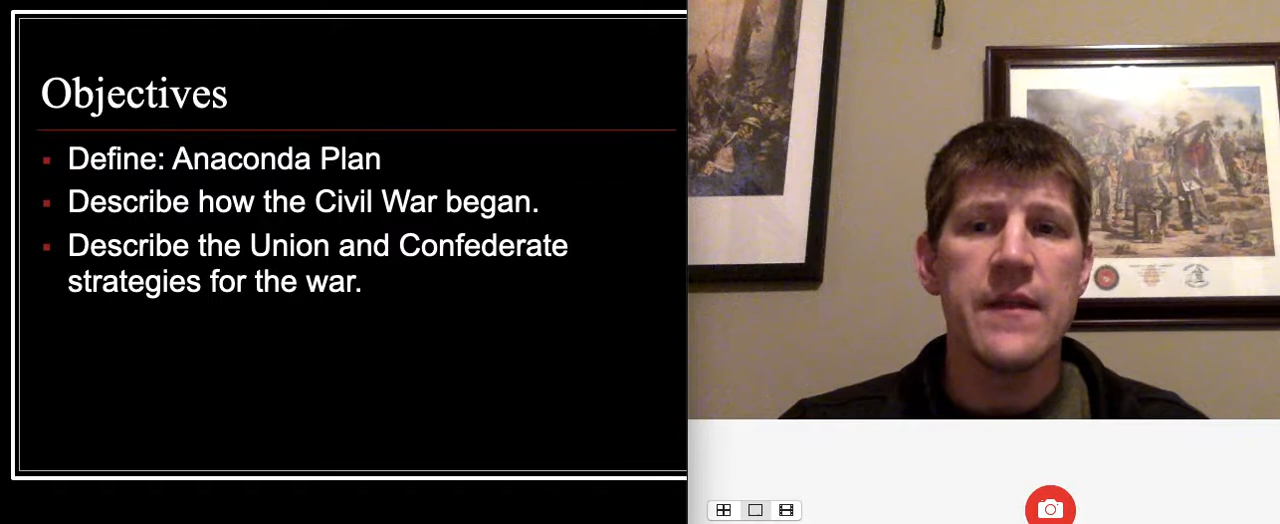 Objectives
Define: Anaconda Plan
Describe how the Civil War began.
Describe the Union and Confederate
strategies for the war.